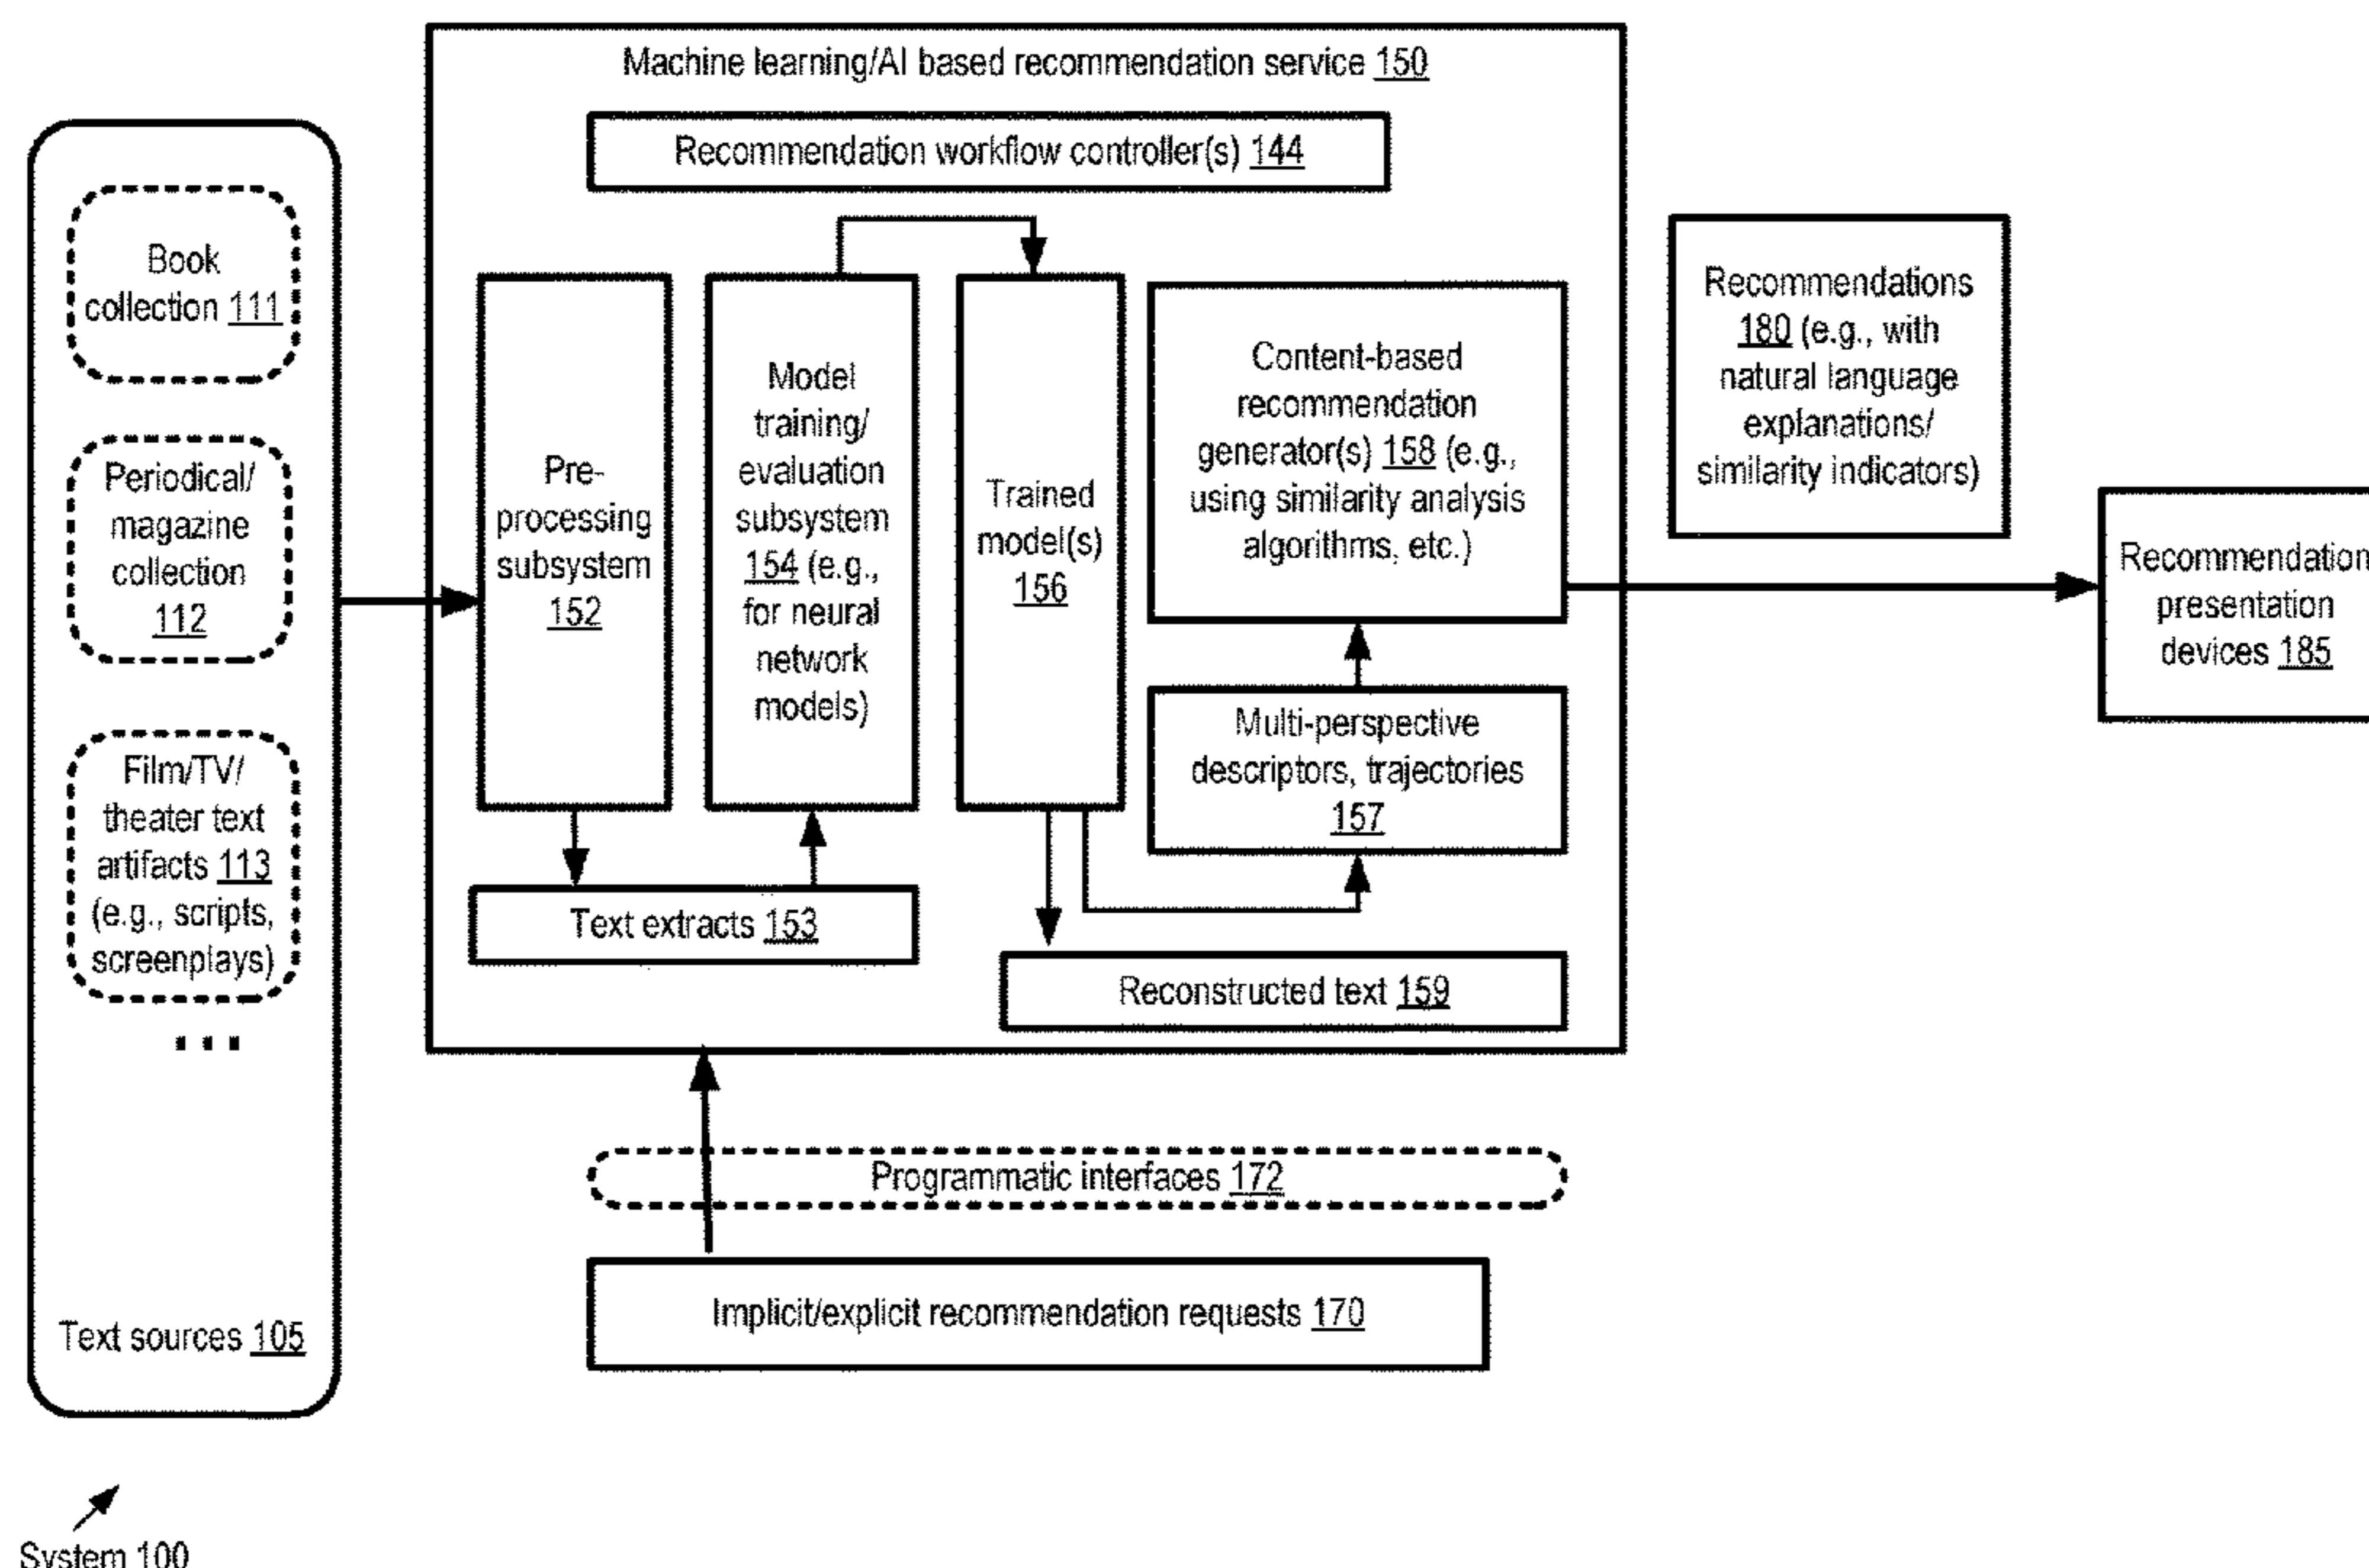 Machine learning/AI based recommendation service 150
Recommendation workflow controller(s) 144
Book
collection 111
Periodical/
magazine
collection
112
Film/TV/
theater text
artifacts 113
(e.g., scripts,
screenplays)
...
Text sources 105
Pre-
processing
subsystem
152
Model
training/
evaluation
subsystem
154 (e.g.,
for neural
network
models)
Trained
model(s)
156
Content-based
recommendation
generator(s) 158 (e.g.,
using similarity analysis
algorithms, etc.)
Multi-perspective
descriptors, trajectories
157
Text extracts 153
Reconstructed text 159
Recommendations
180 (e.g., with
natural language
explanations/
similarity indicators)
Recommendation
presentation
devices 185
Programmatic interfaces 172
Implicit/explicit recommendation requests 170
System 100